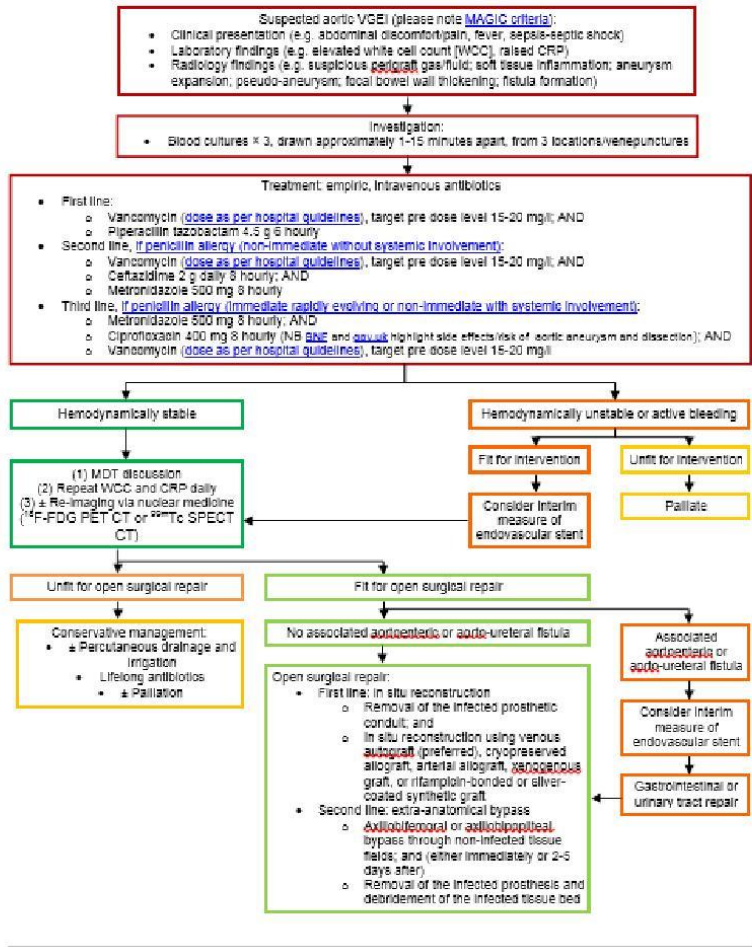 Suspected aortic VGEI (please note MAGIC criteria):
• Clinical presentation (e.g. abdominal discomfort/pain, fever, sepsis-septic shock)
• Laboratory findings (e.g. elevated white cell count [WCC], raised CRP)
• Radiology findings (e.g. suspicious perigraft gas/fluid; soft tissue inflammation; aneurysm
expansion; pseudo-aneurysm; focal bowel wall thickening; fistula formation)
Investigation:
• Blood cultures × 3, drawn approximately 1-15 minutes apart, from 3 locations/venepunctures
Treatment: empiric, intravenous antibiotics
• First line:
o Vancomycin (dose as per hospital guidelines), target pre dose level 15-20 mg/l; AND
o Piperacillin tazobactam 4.5 g 6 hourly
• Second line, if penicillin allergy (non-immediate without systemic involvement):
o Vancomycin (dose as per hospital guidelines), target pre dose level 15-20 mg/l; AND
o Ceftazidime 2 g daily 8 hourly; AND
o Metronidazole 500 mg 8 hourly
• Third line, if penicillin allergy (immediate rapidly evolving or non-immediate with systemic involvement):
o Metronidazole 500 mg 8 hourly; AND
o Ciprofloxacin 400 mg 8 hourly (NB BNF and gov.uk highlight side effects/risk of aortic aneurysm and dissection); AND
o Vancomycin (dose as per hospital guidelines), target pre dose level 15-20 mg/l
Hemodynamically stable
Hemodynamically unstable or active bleeding
Fit for intervention
Unfit for intervention
(1) MDT discussion
(2) Repeat WCC and CRP daily
(3) ± Re-imaging via nuclear medicine
(¹⁸F-FDG PET CT or ⁹⁹ᵐTc SPECT
CT)
Consider interim
measure of
endovascular stent
Palliate
Unfit for open surgical repair
Fit for open surgical repair
Conservative management:
• ± Percutaneous drainage and
irrigation
• Lifelong antibiotics
• ± Palliation
No associated aortoenteric or aorto-ureteral fistula
Associated
aortoenteric or
aorto-ureteral fistula
Open surgical repair:
• First line: in situ reconstruction
o Removal of the infected prosthetic
conduit; and
o In situ reconstruction using venous
autograft (preferred), cryopreserved
allograft, arterial allograft, xenogenous
graft, or rifampicin-bonded or silver-
coated synthetic graft
• Second line: extra-anatomical bypass
o Axillobifemoral or axillobipopliteal
bypass through non-infected tissue
fields; and (either immediately or 2-5
days after)
o Removal of the infected prosthesis and
debridement of the infected tissue bed
Consider interim
measure of
endovascular stent
Gastrointestinal or
urinary tract repair